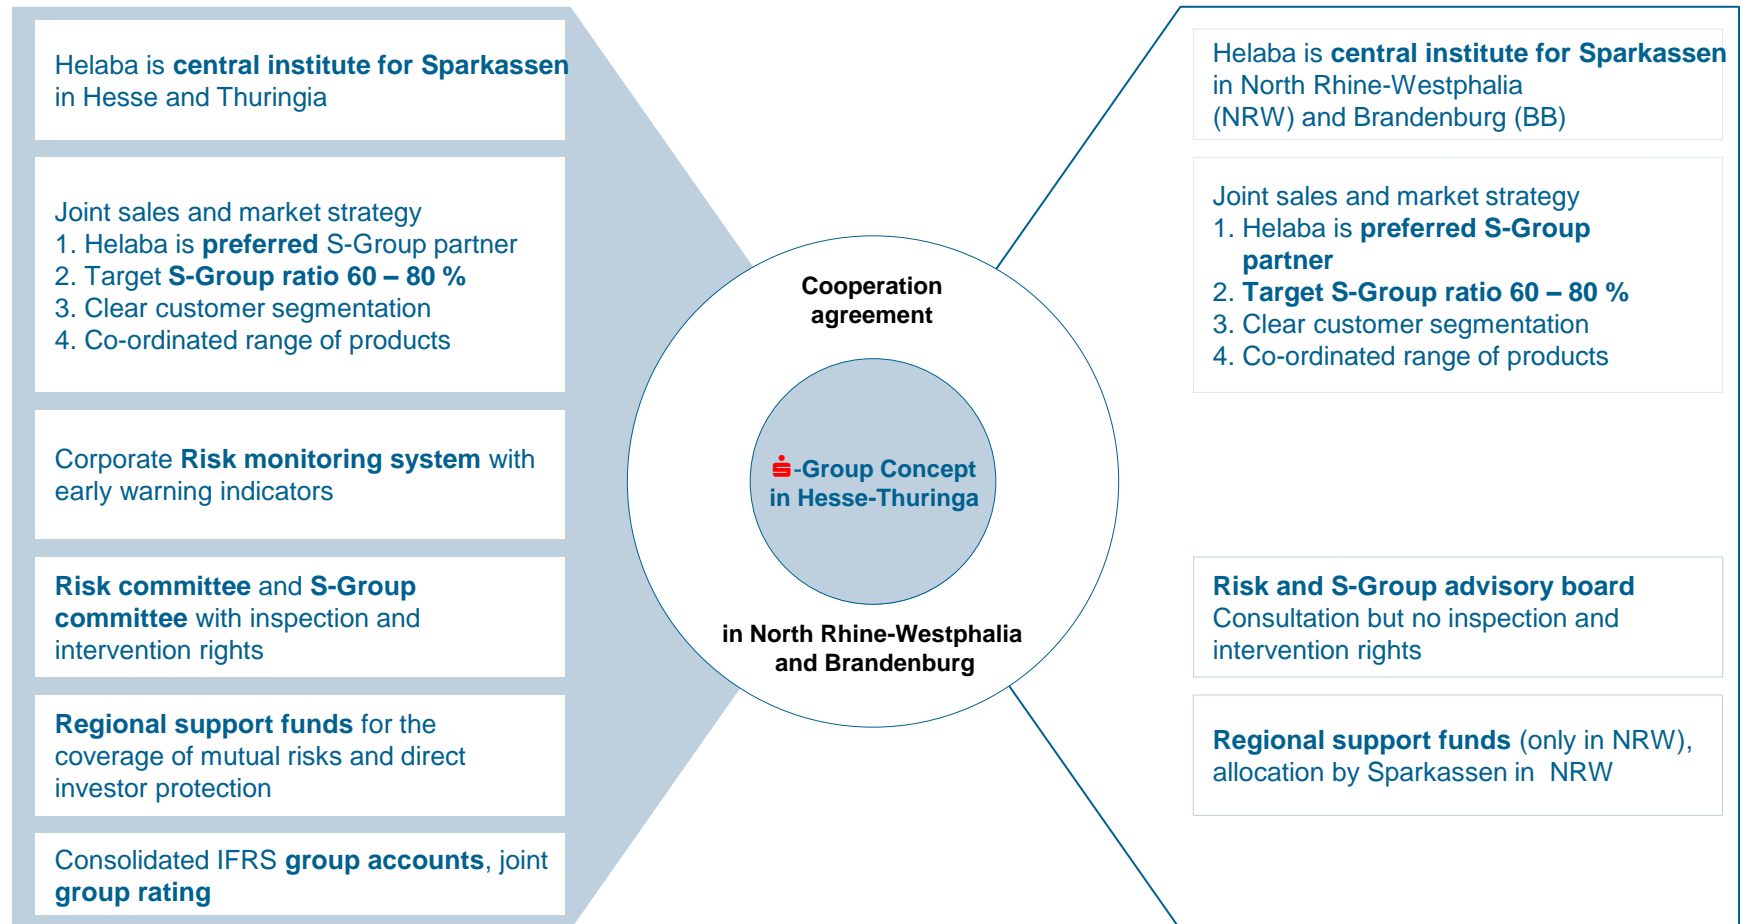 Helaba is central institute for Sparkassen
in Hesse and Thuringia
Joint sales and market strategy
1. Helaba is preferred S-Group partner
2. Target S-Group ratio 60 – 80 %
3. Clear customer segmentation
4. Co-ordinated range of products
Corporate Risk monitoring system with
early warning indicators
Risk committee and S-Group
committee with inspection and
intervention rights
Regional support funds for the
coverage of mutual risks and direct
investor protection
Consolidated IFRS group accounts, joint
group rating
Cooperation
agreement
S-Group Concept
in Hesse-Thuringa
in North Rhine-Westphalia
and Brandenburg
Helaba is central institute for Sparkassen
in North Rhine-Westphalia
(NRW) and Brandenburg (BB)
Joint sales and market strategy
1. Helaba is preferred S-Group
partner
2. Target S-Group ratio 60 – 80 %
3. Clear customer segmentation
4. Co-ordinated range of products
Risk and S-Group advisory board
Consultation but no inspection and
intervention rights
Regional support funds (only in NRW),
allocation by Sparkassen in  NRW